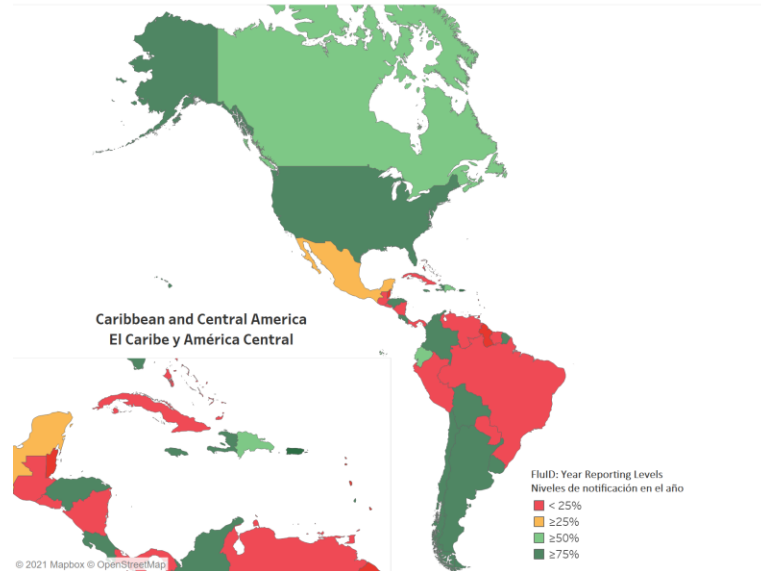 Caribbean and Central America
El Caribe y América Central
FluID: Year Reporting Levels
Niveles de notificación en el año
< 25%
≥25%
≥50%
≥75%
© 2021 Mapbox © OpenStreetMap